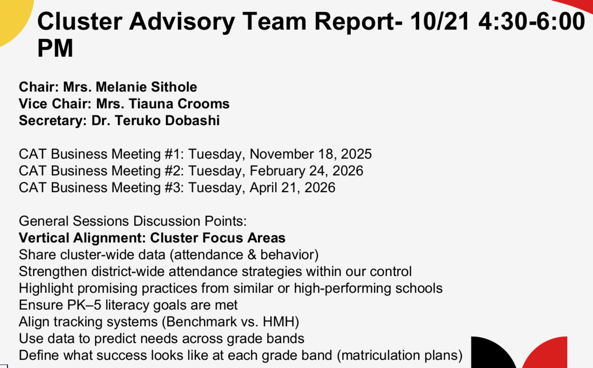 Cluster Advisory Team Report- 10/21 4:30-6:00
PM
Chair: Mrs. Melanie Sithole
Vice Chair: Mrs. Tiauna Crooms
Secretary: Dr. Teruko Dobashi
CAT Business Meeting #1: Tuesday, November 18, 2025
CAT Business Meeting #2: Tuesday, February 24, 2026
CAT Business Meeting #3: Tuesday, April 21, 2026
General Sessions Discussion Points:
Vertical Alignment: Cluster Focus Areas
Share cluster-wide data (attendance & behavior)
Strengthen district-wide attendance strategies within our control
Highlight promising practices from similar or high-performing schools
Ensure PK–5 literacy goals are met
Align tracking systems (Benchmark vs. HMH)
Use data to predict needs across grade bands
Define what success looks like at each grade band (matriculation plans)